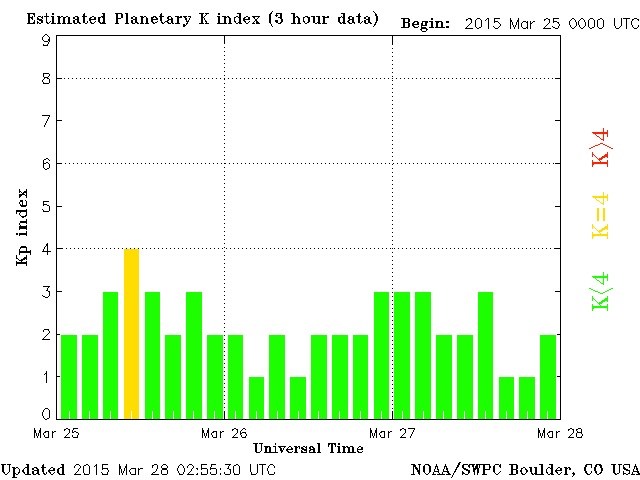 Estimated Planetary K index (3 hour data) Begin: 2015 Mar 25 0000 UTC
9
8
7
6
5
4
3
2
1
0
Kp index
K>4
K=4
K<4
Mar 25 Mar 26 Mar 27 Mar 28
Universal Time
Updated 2015 Mar 28 02:55:30 UTC NOAA/SWPC Boulder, CO USA